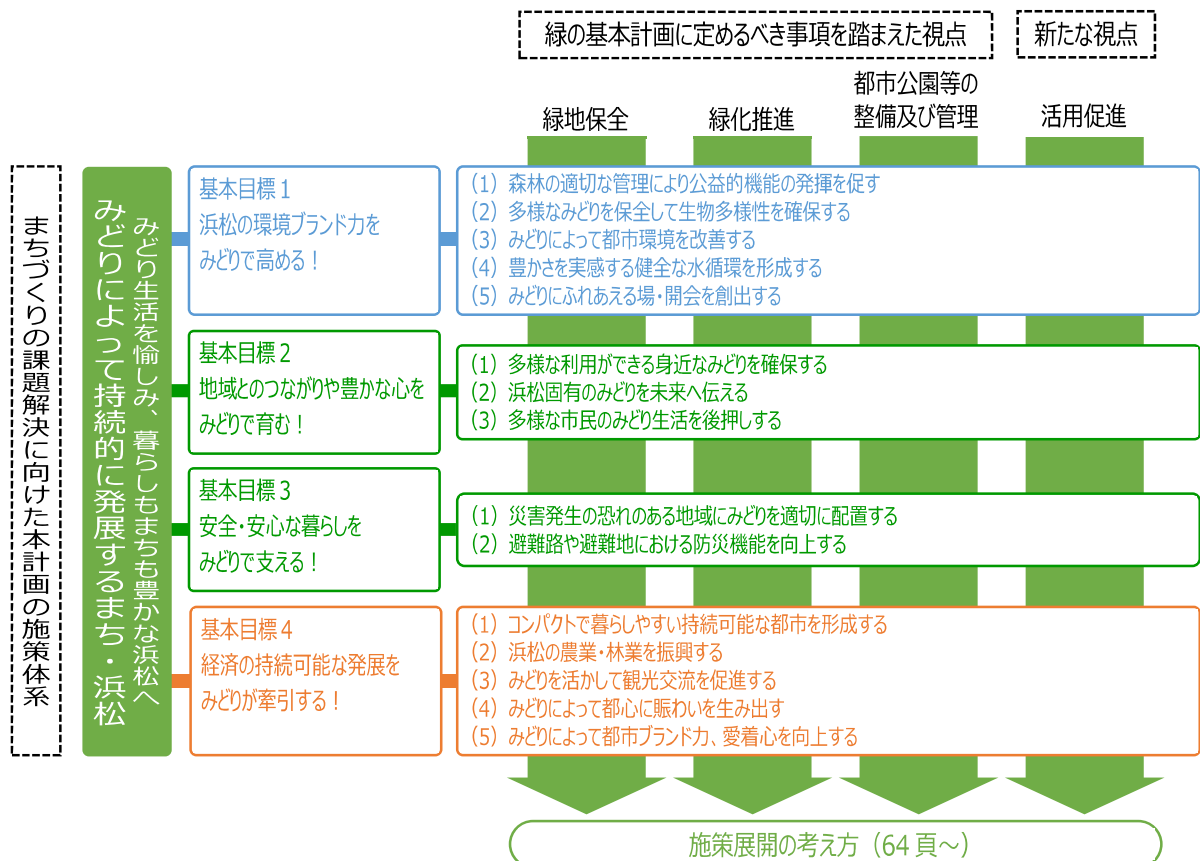 緑の基本計画に定めるべき事項を踏まえた視点
新たな視点
緑地保全
緑化推進
都市公園等の
整備及び管理
活用促進
まちづくりの課題解決に向けた本計画の施策体系
みどり生活を愉しみ、暮らしもまちも豊かな浜松へ
みどりによって持続的に発展するまち・浜松
基本目標1
浜松の環境ブランド力を
みどりで高める！
(1) 森林の適切な管理により公益的機能の発揮を促す
(2) 多様なみどりを保全して生物多様性を確保する
(3) みどりによって都市環境を改善する
(4) 豊かさを実感する健全な水循環を形成する
(5) みどりにふれあえる場・開会を創出する
基本目標2
地域とのつながりや豊かな心を
みどりで育む！
(1) 多様な利用ができる身近なみどりを確保する
(2) 浜松固有のみどりを未来へ伝える
(3) 多様な市民のみどり生活を後押しする
基本目標3
安全・安心な暮らしを
みどりで支える！
(1) 災害発生の恐れのある地域にみどりを適切に配置する
(2) 避難路や避難地における防災機能を向上する
基本目標4
経済の持続可能な発展を
みどりが牽引する！
(1) コンパクトで暮らしやすい持続可能な都市を形成する
(2) 浜松の農業・林業を振興する
(3) みどりを活かして観光交流を促進する
(4) みどりによって都心に賑わいを生み出す
(5) みどりによって都市ブランド力、愛着心を向上する
施策展開の考え方（64 頁～）